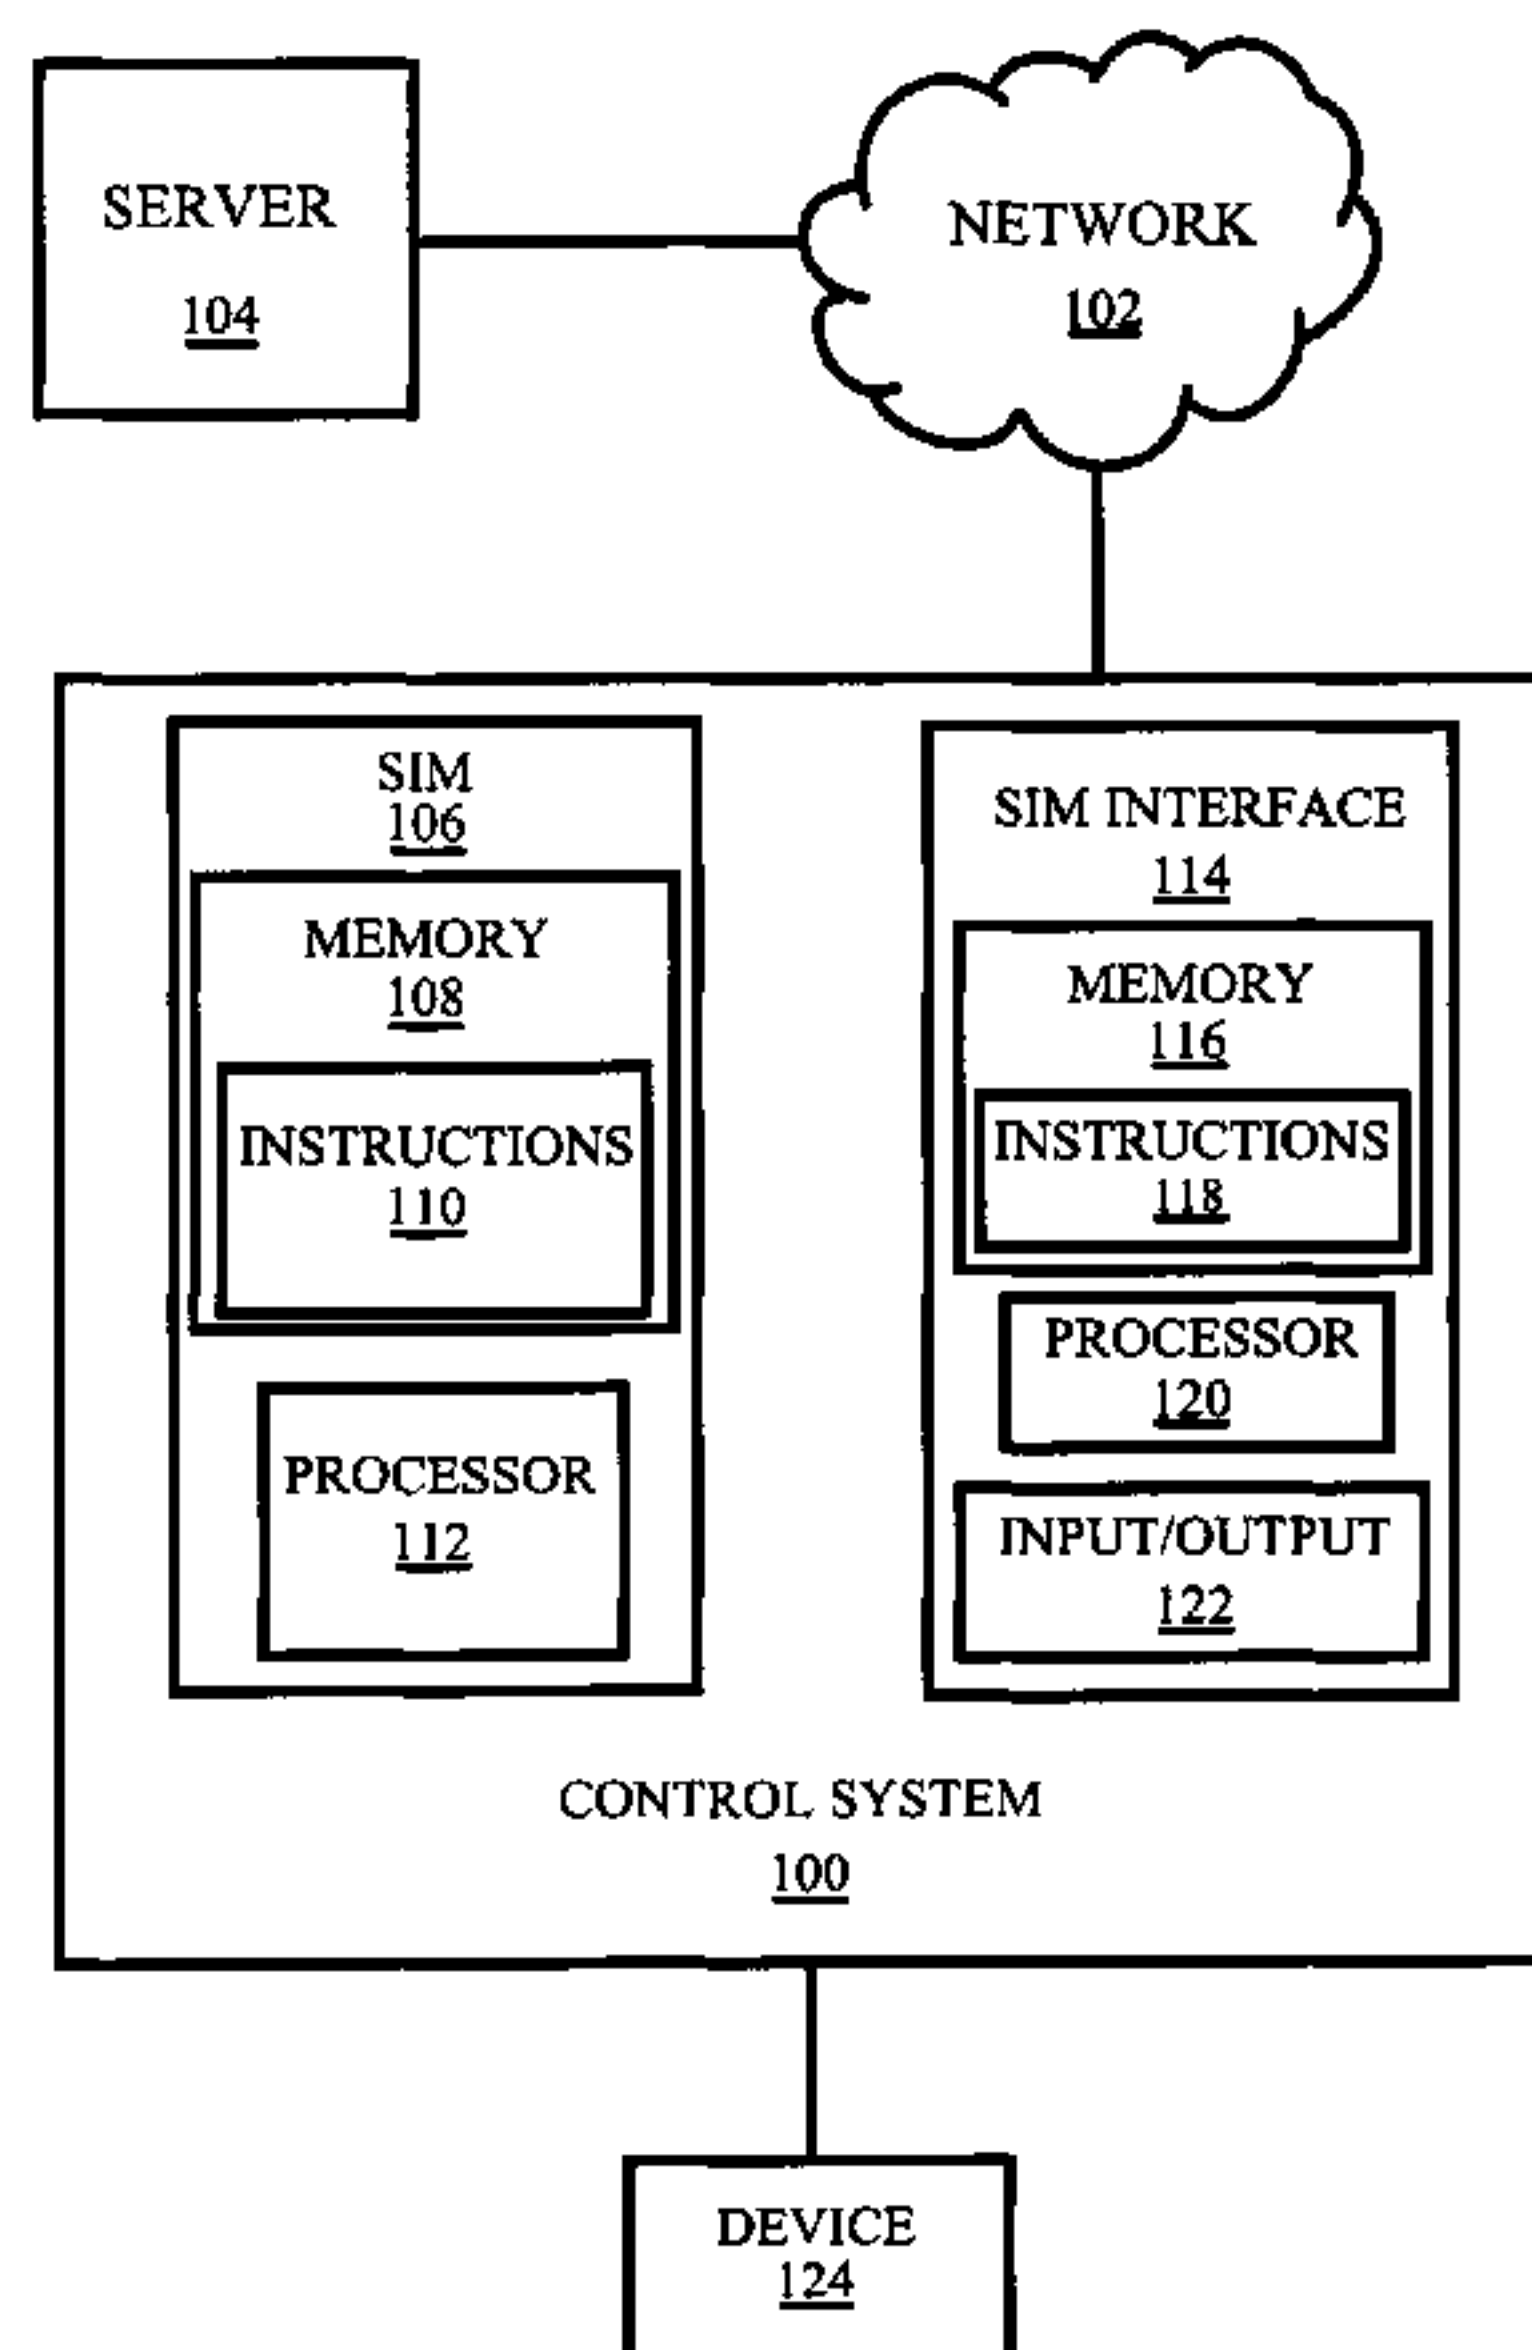 SERVER
104
NETWORK
102
SIM
106
MEMORY
108
INSTRUCTIONS
110
PROCESSOR
112
SIM INTERFACE
114
MEMORY
116
INSTRUCTIONS
118
PROCESSOR
120
INPUT/OUTPUT
122
CONTROL SYSTEM
100
DEVICE
124